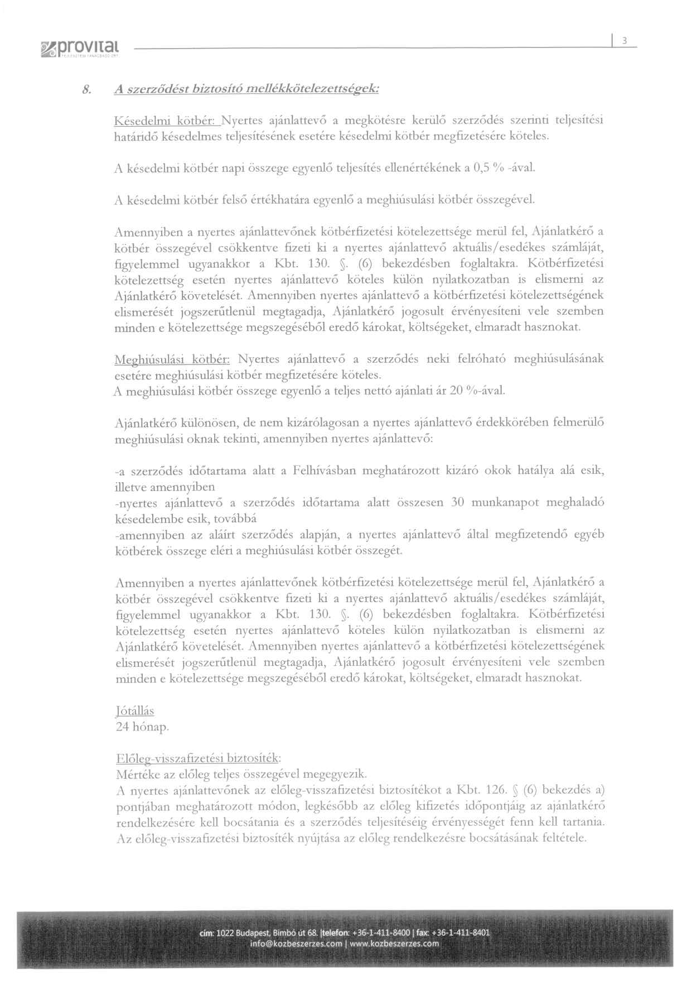 provital
FEJLESZTÉSI TANÁCSADÓ ZRT.
3
8. A szerződést biztosító mellékkötelezettségek:
Késedelmi kötbér: Nyertes ajánlattevő a megkötésre kerülő szerződés szerinti teljesítési
határidő késedelmes teljesítésének esetére késedelmi kötbér megfizetésére köteles.
A késedelmi kötbér napi összege egyenlő teljesítés ellenértékének a 0,5 % -ával.
A késedelmi kötbér felső értékhatára egyenlő a meghiúsulási kötbér összegével.
Amennyiben a nyertes ajánlattevőnek kötbérfizetési kötelezettsége merül fel, Ajánlatkérő a
kötbér összegével csökkentve fizeti ki a nyertes ajánlattevő aktuális/esedékes számláját,
figyelemmel ugyanakkor a Kbt. 130. §. (6) bekezdésben foglaltakra. Kötbérfizetési
kötelezettség esetén nyertes ajánlattevő köteles külön nyilatkozatban is elismerni az
Ajánlatkérő követelését. Amennyiben nyertes ajánlattevő a kötbérfizetési kötelezettségének
elismerését jogszerűtlenül megtagadja, Ajánlatkérő jogosult érvényesíteni vele szemben
minden e kötelezettsége megszegéséből eredő károkat, költségeket, elmaradt hasznokat.
Meghiúsulási kötbér: Nyertes ajánlattevő a szerződés neki felróható meghiúsulásának
esetére meghiúsulási kötbér megfizetésére köteles.
A meghiúsulási kötbér összege egyenlő a teljes nettó ajánlati ár 20 %-ával.
Ajánlatkérő különösen, de nem kizárólagosan a nyertes ajánlattevő érdekkörében felmerülő
meghiúsulási oknak tekinti, amennyiben nyertes ajánlattevő:
-a szerződés időtartama alatt a Felhívásban meghatározott kizáró okok hatálya alá esik,
illetve amennyiben
-nyertes ajánlattevő a szerződés időtartama alatt összesen 30 munkanapot meghaladó
késedelembe esik, továbbá
-amennyiben az aláírt szerződés alapján, a nyertes ajánlattevő által megfizetendő egyéb
kötbérek összege eléri a meghiúsulási kötbér összegét.
Amennyiben a nyertes ajánlattevőnek kötbérfizetési kötelezettsége merül fel, Ajánlatkérő a
kötbér összegével csökkentve fizeti ki a nyertes ajánlattevő aktuális/esedékes számláját,
figyelemmel ugyanakkor a Kbt. 130. §. (6) bekezdésben foglaltakra. Kötbérfizetési
kötelezettség esetén nyertes ajánlattevő köteles külön nyilatkozatban is elismerni az
Ajánlatkérő követelését. Amennyiben nyertes ajánlattevő a kötbérfizetési kötelezettségének
elismerését jogszerűtlenül megtagadja, Ajánlatkérő jogosult érvényesíteni vele szemben
minden e kötelezettsége megszegéséből eredő károkat, költségeket, elmaradt hasznokat.
Jótállás
24 hónap.
Előleg-visszafizetési biztosíték:
Mértéke az előleg teljes összegével megegyezik.
A nyertes ajánlattevőnek az előleg-visszafizetési biztosítékot a Kbt. 126. § (6) bekezdés a)
pontjában meghatározott módon, legkésőbb az előleg kifizetés időpontjáig az ajánlatkérő
rendelkezésére kell bocsátania és a szerződés teljesítéséig érvényességét fenn kell tartania.
Az előleg-visszafizetési biztosíték nyújtása az előleg rendelkezésre bocsátásának feltétele.
cím: 1022 Budapest, Bimbó út 68. |telefon: +36-1-411-8400 | fax: +36-1-411-8401
info@kozbeszerzes.com | www.kozbeszerzes.com